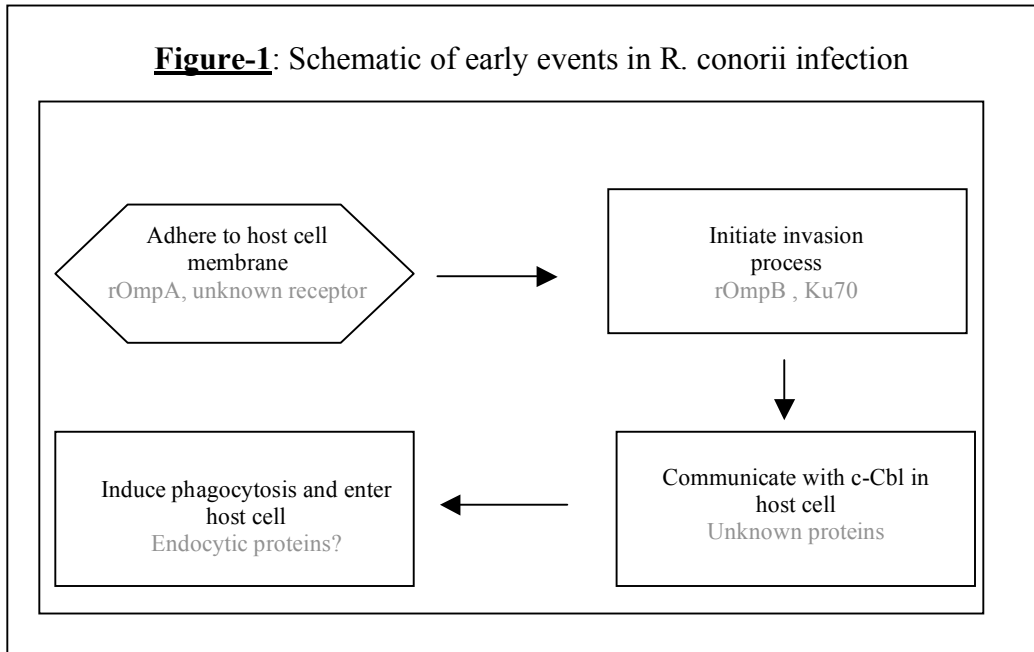 Figure-1: Schematic of early events in R. conorii infection
Adhere to host cell
membrane
rOmpA, unknown receptor
Initiate invasion
process
rOmpB , Ku70
Communicate with c-Cbl in
host cell
Unknown proteins
Induce phagocytosis and enter
host cell
Endocytic proteins?